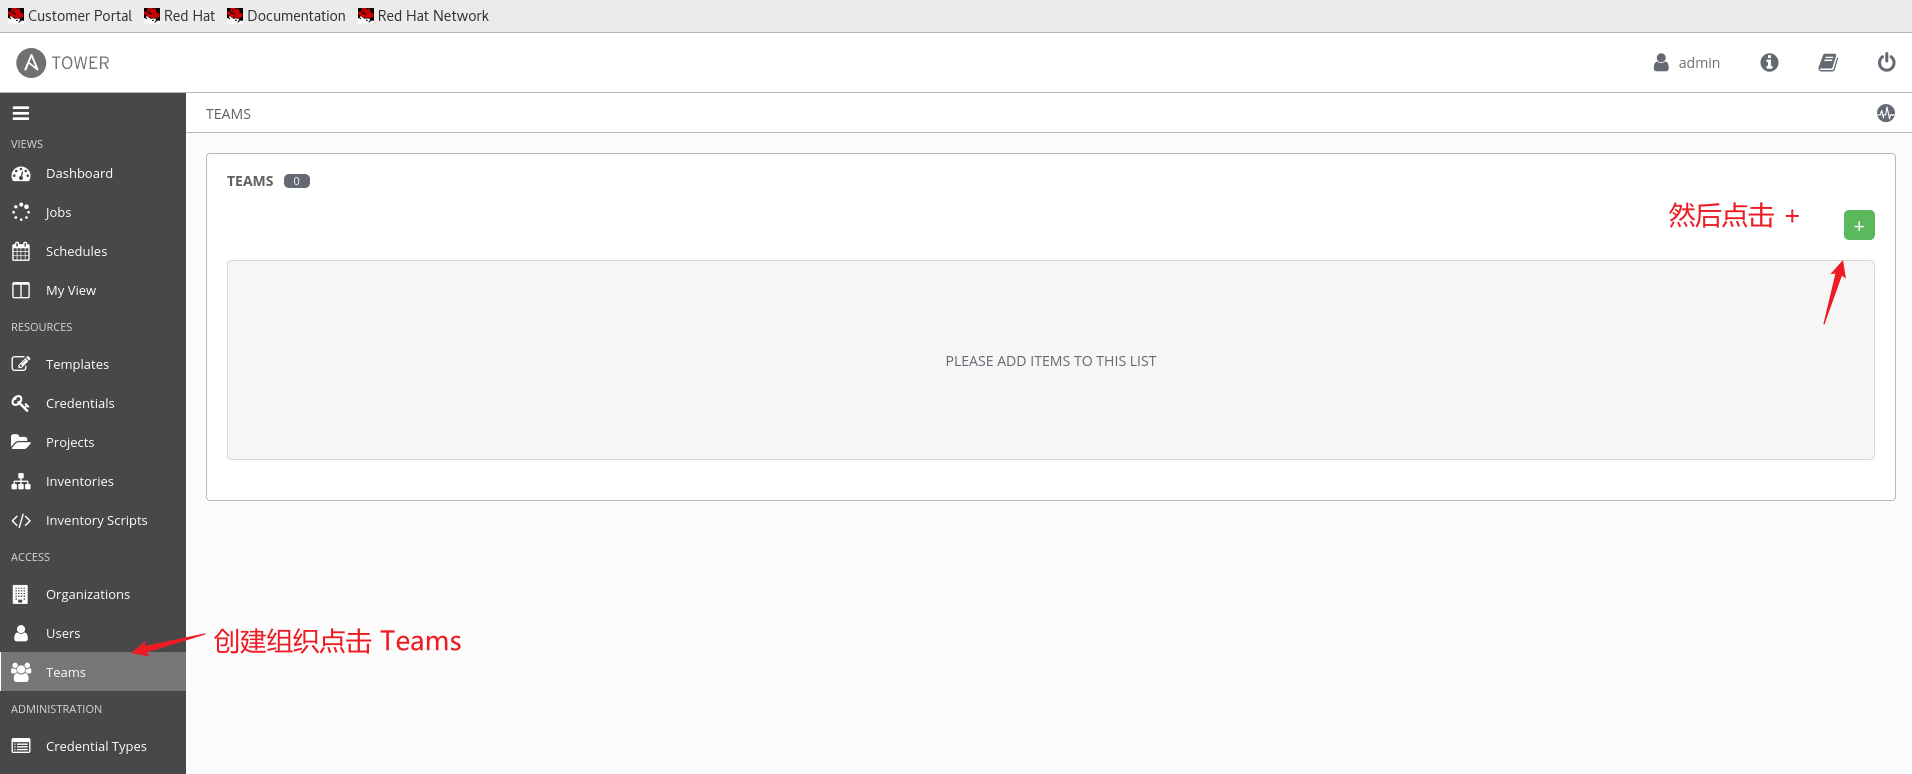 Customer Portal Red Hat Documentation Red Hat Network
TOWER
admin
VIEWS
Dashboard
Jobs
Schedules
My View
RESOURCES
Templates
Credentials
Projects
Inventories
Inventory Scripts
ACCESS
Organizations
Users
Teams
ADMINISTRATION
Credential Types
TEAMS
TEAMS 0
然后点击 +
+
PLEASE ADD ITEMS TO THIS LIST
创建组织点击 Teams